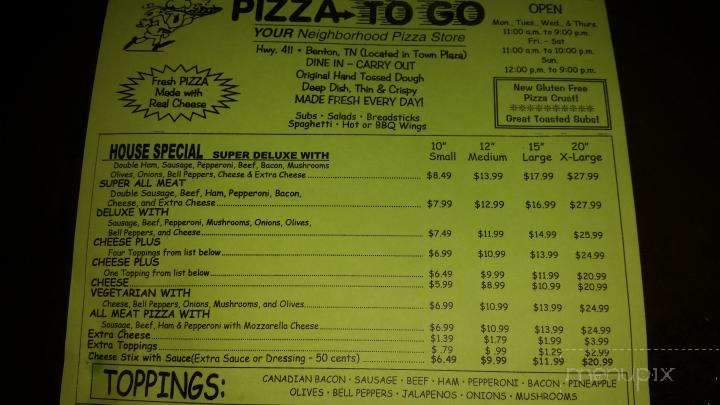 PIZZA TO GO
YOUR Neighborhood Pizza Store
Hwy. 411 • Benton, TN (Located in Town Plaza)
DINE IN - CARRY OUT
Original Hand Tossed Dough
Deep Dish, Thin & Crispy
MADE FRESH EVERY DAY!
Subs • Salads • Breadsticks
Spaghetti • Hot or BBQ Wings
Fresh PIZZA
Made with
Real Cheese
OPEN
Mon., Tues., Wed., & Thurs.
11:00 a.m. to 9:00 p.m.
Fri. - Sat
11:00 a.m. to 10:00 p.m.
Sun.
12:00 p.m. to 9:00 p.m.
New Gluten Free
Pizza Crust!
**********
Great Toasted Subs!
10" 12" 15" 20"
HOUSE SPECIAL SUPER DELUXE WITH Small Medium Large X-Large
Double Ham, Sausage, Pepperoni, Beef, Bacon, Mushrooms
Olives, Onions, Bell Peppers, Cheese & Extra Cheese $8.49 $13.99 $17.99 $27.99
SUPER ALL MEAT
Double Sausage, Beef, Ham, Pepperoni, Bacon,
Cheese, and Extra Cheese $7.99 $12.99 $16.99 $27.99
DELUXE WITH
Sausage, Beef, Pepperoni, Mushrooms, Onions, Olives,
Bell Peppers, and Cheese $7.49 $11.99 $14.99 $25.99
CHEESE PLUS
Four Toppings from list below $6.99 $10.99 $13.99 $24.99
CHEESE PLUS
One Topping from list below $6.49 $9.99 $11.99 $20.99
CHEESE $5.99 $8.99 $10.99 $20.99
VEGETARIAN WITH
Cheese, Bell Peppers, Onions, Mushrooms, and Olives $6.99 $10.99 $13.99 $24.99
ALL MEAT PIZZA WITH
Sausage, Beef, Ham & Pepperoni with Mozzarella Cheese $6.99 $10.99 $13.99 $24.99
Extra Cheese $1.39 $1.79 $1.99 $3.99
Extra Toppings $ .79 $ .99 $1.29 $2.99
Cheese Stix with Sauce(Extra Sauce or Dressing - 50 cents) $6.49 $9.99 $11.99 $20.99
TOPPINGS: CANADIAN BACON • SAUSAGE • BEEF • HAM • PEPPERONI • BACON • PINEAPPLE
OLIVES • BELL PEPPERS • JALAPENOS • ONIONS • MUSHROOMS
menupix